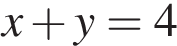 x + y = 4